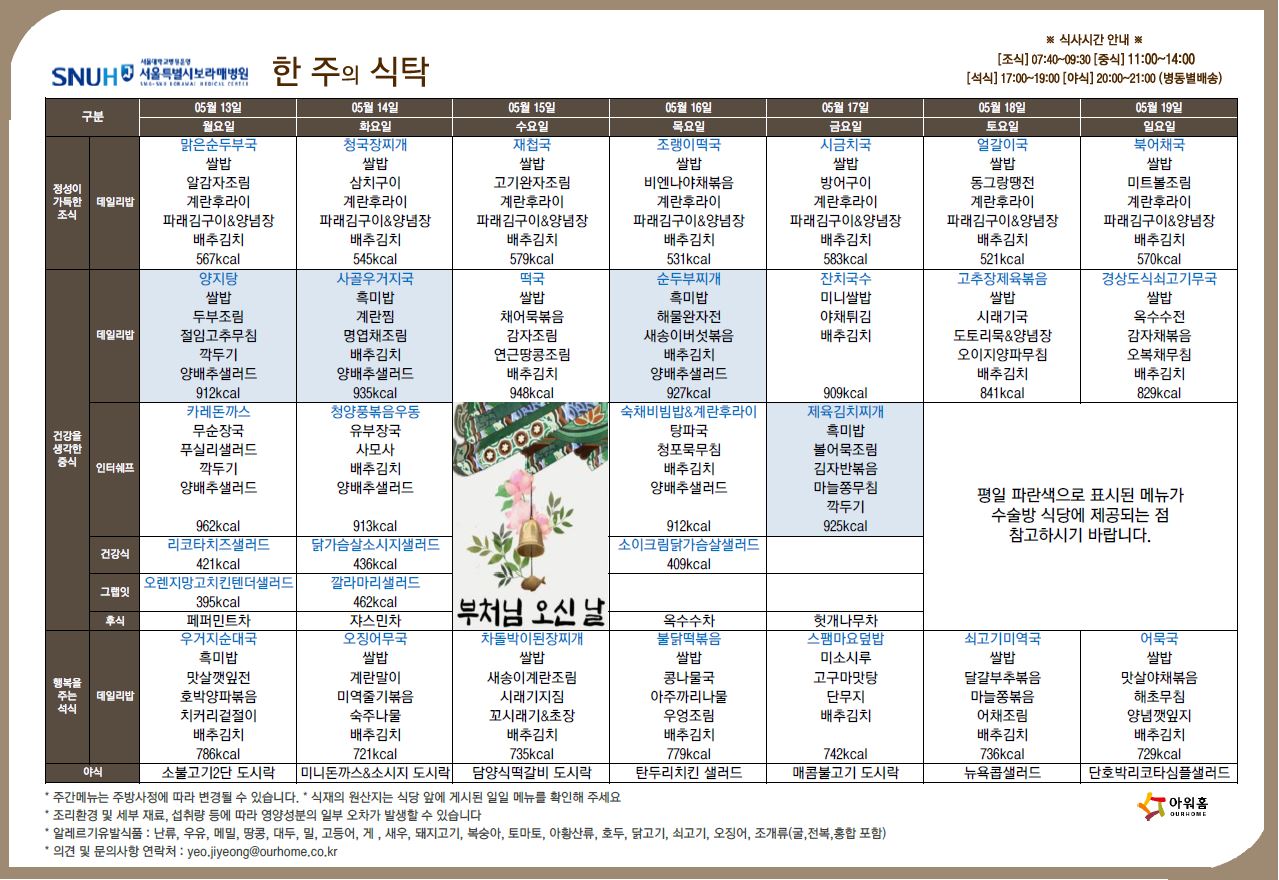 ※ 식사시간 안내 ※
[조식] 07:40~09:30 [중식] 11:00~14:00
[석식] 17:00~19:00 [야식] 20:00~21:00 (병동별배송)
SNUH 서울대학교병원운영 서울특별시보라매병원
SMG-SNU BORAMAE MEDICAL CENTER
한 주의 식탁
구분 05월 13일 05월 14일 05월 15일 05월 16일 05월 17일 05월 18일 05월 19일
월요일 화요일 수요일 목요일 금요일 토요일 일요일
정성이 가득한 조식 데일리밥
맑은순두부국 청국장찌개 재첩국 조랭이떡국 시금치국 얼갈이국 북어채국
쌀밥 쌀밥 쌀밥 쌀밥 쌀밥 쌀밥 쌀밥
알감자조림 삼치구이 고기완자조림 비엔나야채볶음 방어구이 동그랑땡전 미트볼조림
계란후라이 계란후라이 계란후라이 계란후라이 계란후라이 계란후라이 계란후라이
파래김구이&양념장 파래김구이&양념장 파래김구이&양념장 파래김구이&양념장 파래김구이&양념장 파래김구이&양념장 파래김구이&양념장
배추김치 배추김치 배추김치 배추김치 배추김치 배추김치 배추김치
567kcal 545kcal 579kcal 531kcal 583kcal 521kcal 570kcal
건강을 생각한 중식 데일리밥
양지탕 사골우거지국 떡국 순두부찌개 잔치국수 고추장제육볶음 경상도식쇠고기무국
쌀밥 흑미밥 쌀밥 흑미밥 미니쌀밥 쌀밥 쌀밥
두부조림 계란찜 채어묵볶음 해물완자전 야채튀김 시래기국 옥수수전
절임고추무침 명엽채조림 감자조림 새송이버섯볶음 배추김치 도토리묵&양념장 감자채볶음
깍두기 배추김치 연근땅콩조림 배추김치 오이지양파무침 오복채무침
양배추샐러드 양배추샐러드 배추김치 양배추샐러드 배추김치 배추김치
912kcal 935kcal 948kcal 927kcal 909kcal 841kcal 829kcal
인터쉐프
카레돈까스 청양풍볶음우동 숙채비빔밥&계란후라이 제육김치찌개
무순장국 유부장국 탕파국 흑미밥
푸실리샐러드 사모사 청포묵무침 볼어묵조림
깍두기 배추김치 배추김치 김자반볶음
양배추샐러드 양배추샐러드 양배추샐러드 마늘쫑무침
깍두기
962kcal 913kcal 912kcal 925kcal
평일 파란색으로 표시된 메뉴가
수술방 식당에 제공되는 점
참고하시기 바랍니다.
건강식 리코타치즈샐러드 닭가슴살소시지샐러드 소이크림닭가슴살샐러드
421kcal 436kcal 409kcal
그랩잇 오렌지망고치킨텐더샐러드 깔라마리샐러드
395kcal 462kcal
부처님 오신 날
후식 페퍼민트차 쟈스민차 옥수수차 헛개나무차
행복을 주는 석식 데일리밥
우거지순대국 오징어무국 차돌박이된장찌개 불닭떡볶음 스팸마요덮밥 쇠고기미역국 어묵국
흑미밥 쌀밥 쌀밥 쌀밥 미소시루 쌀밥 쌀밥
맛살깻잎전 계란말이 새송이계란조림 콩나물국 고구마맛탕 달걀부추볶음 맛살야채볶음
호박양파볶음 미역줄기볶음 시래기지짐 아주까리나물 단무지 마늘쫑볶음 해초무침
치커리겉절이 숙주나물 꼬시래기&초장 우엉조림 배추김치 어채조림 양념깻잎지
배추김치 배추김치 배추김치 배추김치 배추김치 배추김치
786kcal 721kcal 735kcal 779kcal 742kcal 736kcal 729kcal
야식 소불고기2단 도시락 미니돈까스&소시지 도시락 담양식떡갈비 도시락 탄두리치킨 샐러드 매콤불고기 도시락 뉴욕콥샐러드 단호박리코타심플샐러드
* 주간메뉴는 주방사정에 따라 변경될 수 있습니다. * 식재의 원산지는 식당 앞에 게시된 일일 메뉴를 확인해 주세요
* 조리환경 및 세부 재료, 섭취량 등에 따라 영양성분의 일부 오차가 발생할 수 있습니다
* 알레르기유발식품 : 난류, 우유, 메밀, 땅콩, 대두, 밀, 고등어, 게 , 새우, 돼지고기, 복숭아, 토마토, 아황산류, 호두, 닭고기, 쇠고기, 오징어, 조개류(굴,전복,홍합 포함)
* 의견 및 문의사항 연락처 : yeo.jiyeong@ourhome.co.kr
아워홈
OURHOME